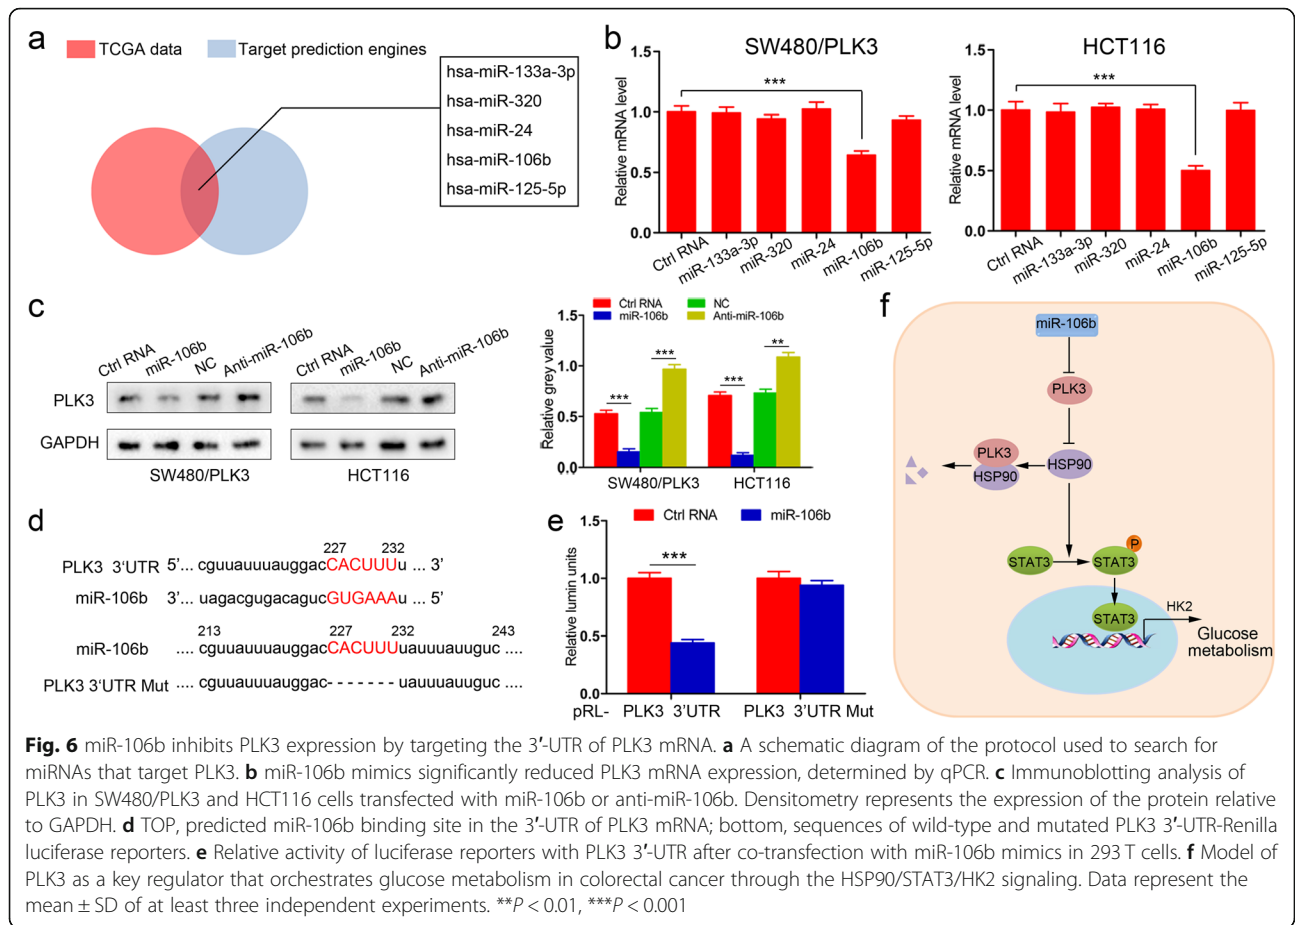 a
TCGA data
Target prediction engines
hsa-miR-133a-3p
hsa-miR-320
hsa-miR-24
hsa-miR-106b
hsa-miR-125-5p
b
SW480/PLK3
Relative mRNA level
1.5
1.0
0.5
0.0
***
Ctrl RNA
miR-133a-3p
miR-320
miR-24
miR-106b
miR-125-5p
HCT116
Relative mRNA level
1.5
1.0
0.5
0.0
***
Ctrl RNA
miR-133a-3p
miR-320
miR-24
miR-106b
miR-125-5p
c
Ctrl RNA
miR-106b
NC
Anti-miR-106b
Ctrl RNA
miR-106b
NC
Anti-miR-106b
PLK3
GAPDH
SW480/PLK3
HCT116
Ctrl RNA
NC
miR-106b
Anti-miR-106b
Relative grey value
1.5
1.0
0.5
0.0
***
***
***
**
SW480/PLK3
HCT116
d
227 232
PLK3 3'UTR 5'... cguuauuuauggacCACUUUu ... 3'
miR-106b 3'... uagacgugacagucGUGAAAu ... 5'
213 227 232 243
miR-106b .... cguuauuuauggacCACUUUuauuuauuguc ....
PLK3 3'UTR Mut .... cguuauuuauggac- - - - - - - uauuuauuguc ....
e
Ctrl RNA
miR-106b
Relative lumin units
1.5
1.0
0.5
0.0
***
pRL- PLK3 3'UTR PLK3 3'UTR Mut
f
miR-106b
PLK3
PLK3
HSP90
HSP90
P
STAT3
STAT3
STAT3
HK2
Glucose
metabolism
Fig. 6 miR-106b inhibits PLK3 expression by targeting the 3′-UTR of PLK3 mRNA. a A schematic diagram of the protocol used to search for
miRNAs that target PLK3. b miR-106b mimics significantly reduced PLK3 mRNA expression, determined by qPCR. c Immunoblotting analysis of
PLK3 in SW480/PLK3 and HCT116 cells transfected with miR-106b or anti-miR-106b. Densitometry represents the expression of the protein relative
to GAPDH. d TOP, predicted miR-106b binding site in the 3′-UTR of PLK3 mRNA; bottom, sequences of wild-type and mutated PLK3 3′-UTR-Renilla
luciferase reporters. e Relative activity of luciferase reporters with PLK3 3′-UTR after co-transfection with miR-106b mimics in 293 T cells. f Model of
PLK3 as a key regulator that orchestrates glucose metabolism in colorectal cancer through the HSP90/STAT3/HK2 signaling. Data represent the
mean ± SD of at least three independent experiments. **P < 0.01, ***P < 0.001